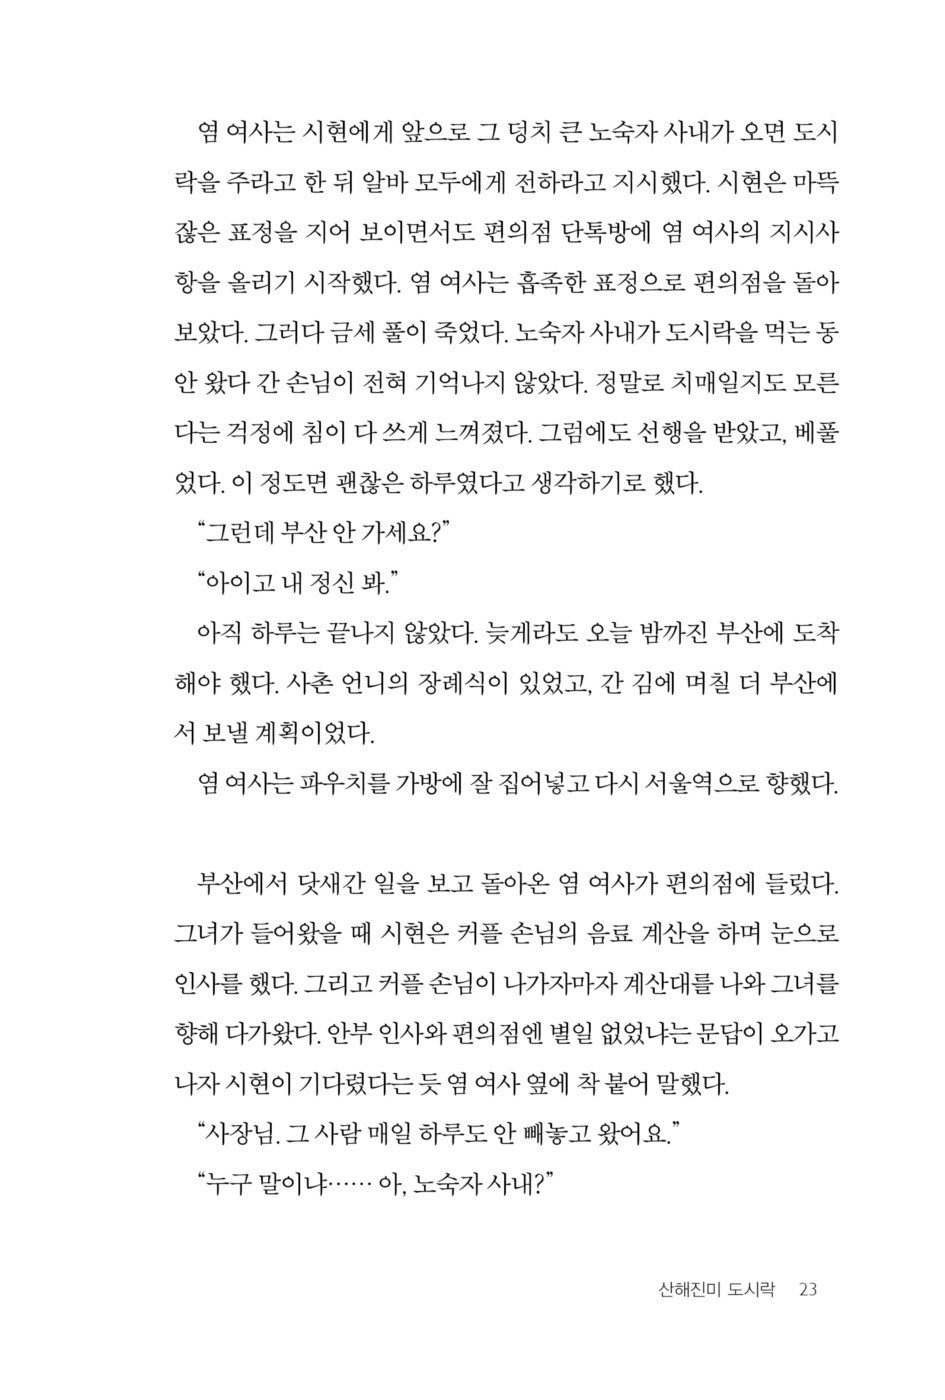 염 여사는 시현에게 앞으로 그 덩치 큰 노숙자 사내가 오면 도시
락을 주라고 한 뒤 알바 모두에게 전하라고 지시했다. 시현은 마뜩
잖은 표정을 지어 보이면서도 편의점 단톡방에 염 여사의 지시사
항을 올리기 시작했다. 염 여사는 흡족한 표정으로 편의점을 돌아
보았다. 그러다 금세 풀이 죽었다. 노숙자 사내가 도시락을 먹는 동
안 왔다 간 손님이 전혀 기억나지 않았다. 정말로 치매일지도 모른
다는 걱정에 침이 다 쓰게 느껴졌다. 그럼에도 선행을 받았고, 베풀
었다. 이 정도면 괜찮은 하루였다고 생각하기로 했다.
“그런데 부산 안 가세요?”
“아이고 내 정신 봐.”
아직 하루는 끝나지 않았다. 늦게라도 오늘 밤까진 부산에 도착
해야 했다. 사촌 언니의 장례식이 있었고, 간 김에 며칠 더 부산에
서 보낼 계획이었다.
염 여사는 파우치를 가방에 잘 집어넣고 다시 서울역으로 향했다.
부산에서 닷새간 일을 보고 돌아온 염 여사가 편의점에 들렀다.
그녀가 들어왔을 때 시현은 커플 손님의 음료 계산을 하며 눈으로
인사를 했다. 그리고 커플 손님이 나가자마자 계산대를 나와 그녀를
향해 다가왔다. 안부 인사와 편의점엔 별일 없었냐는 문답이 오가고
나자 시현이 기다렸다는 듯 염 여사 옆에 착 붙어 말했다.
“사장님. 그 사람 매일 하루도 안 빼놓고 왔어요.”
“누구 말이냐…… 아, 노숙자 사내?”
산해진미 도시락 23